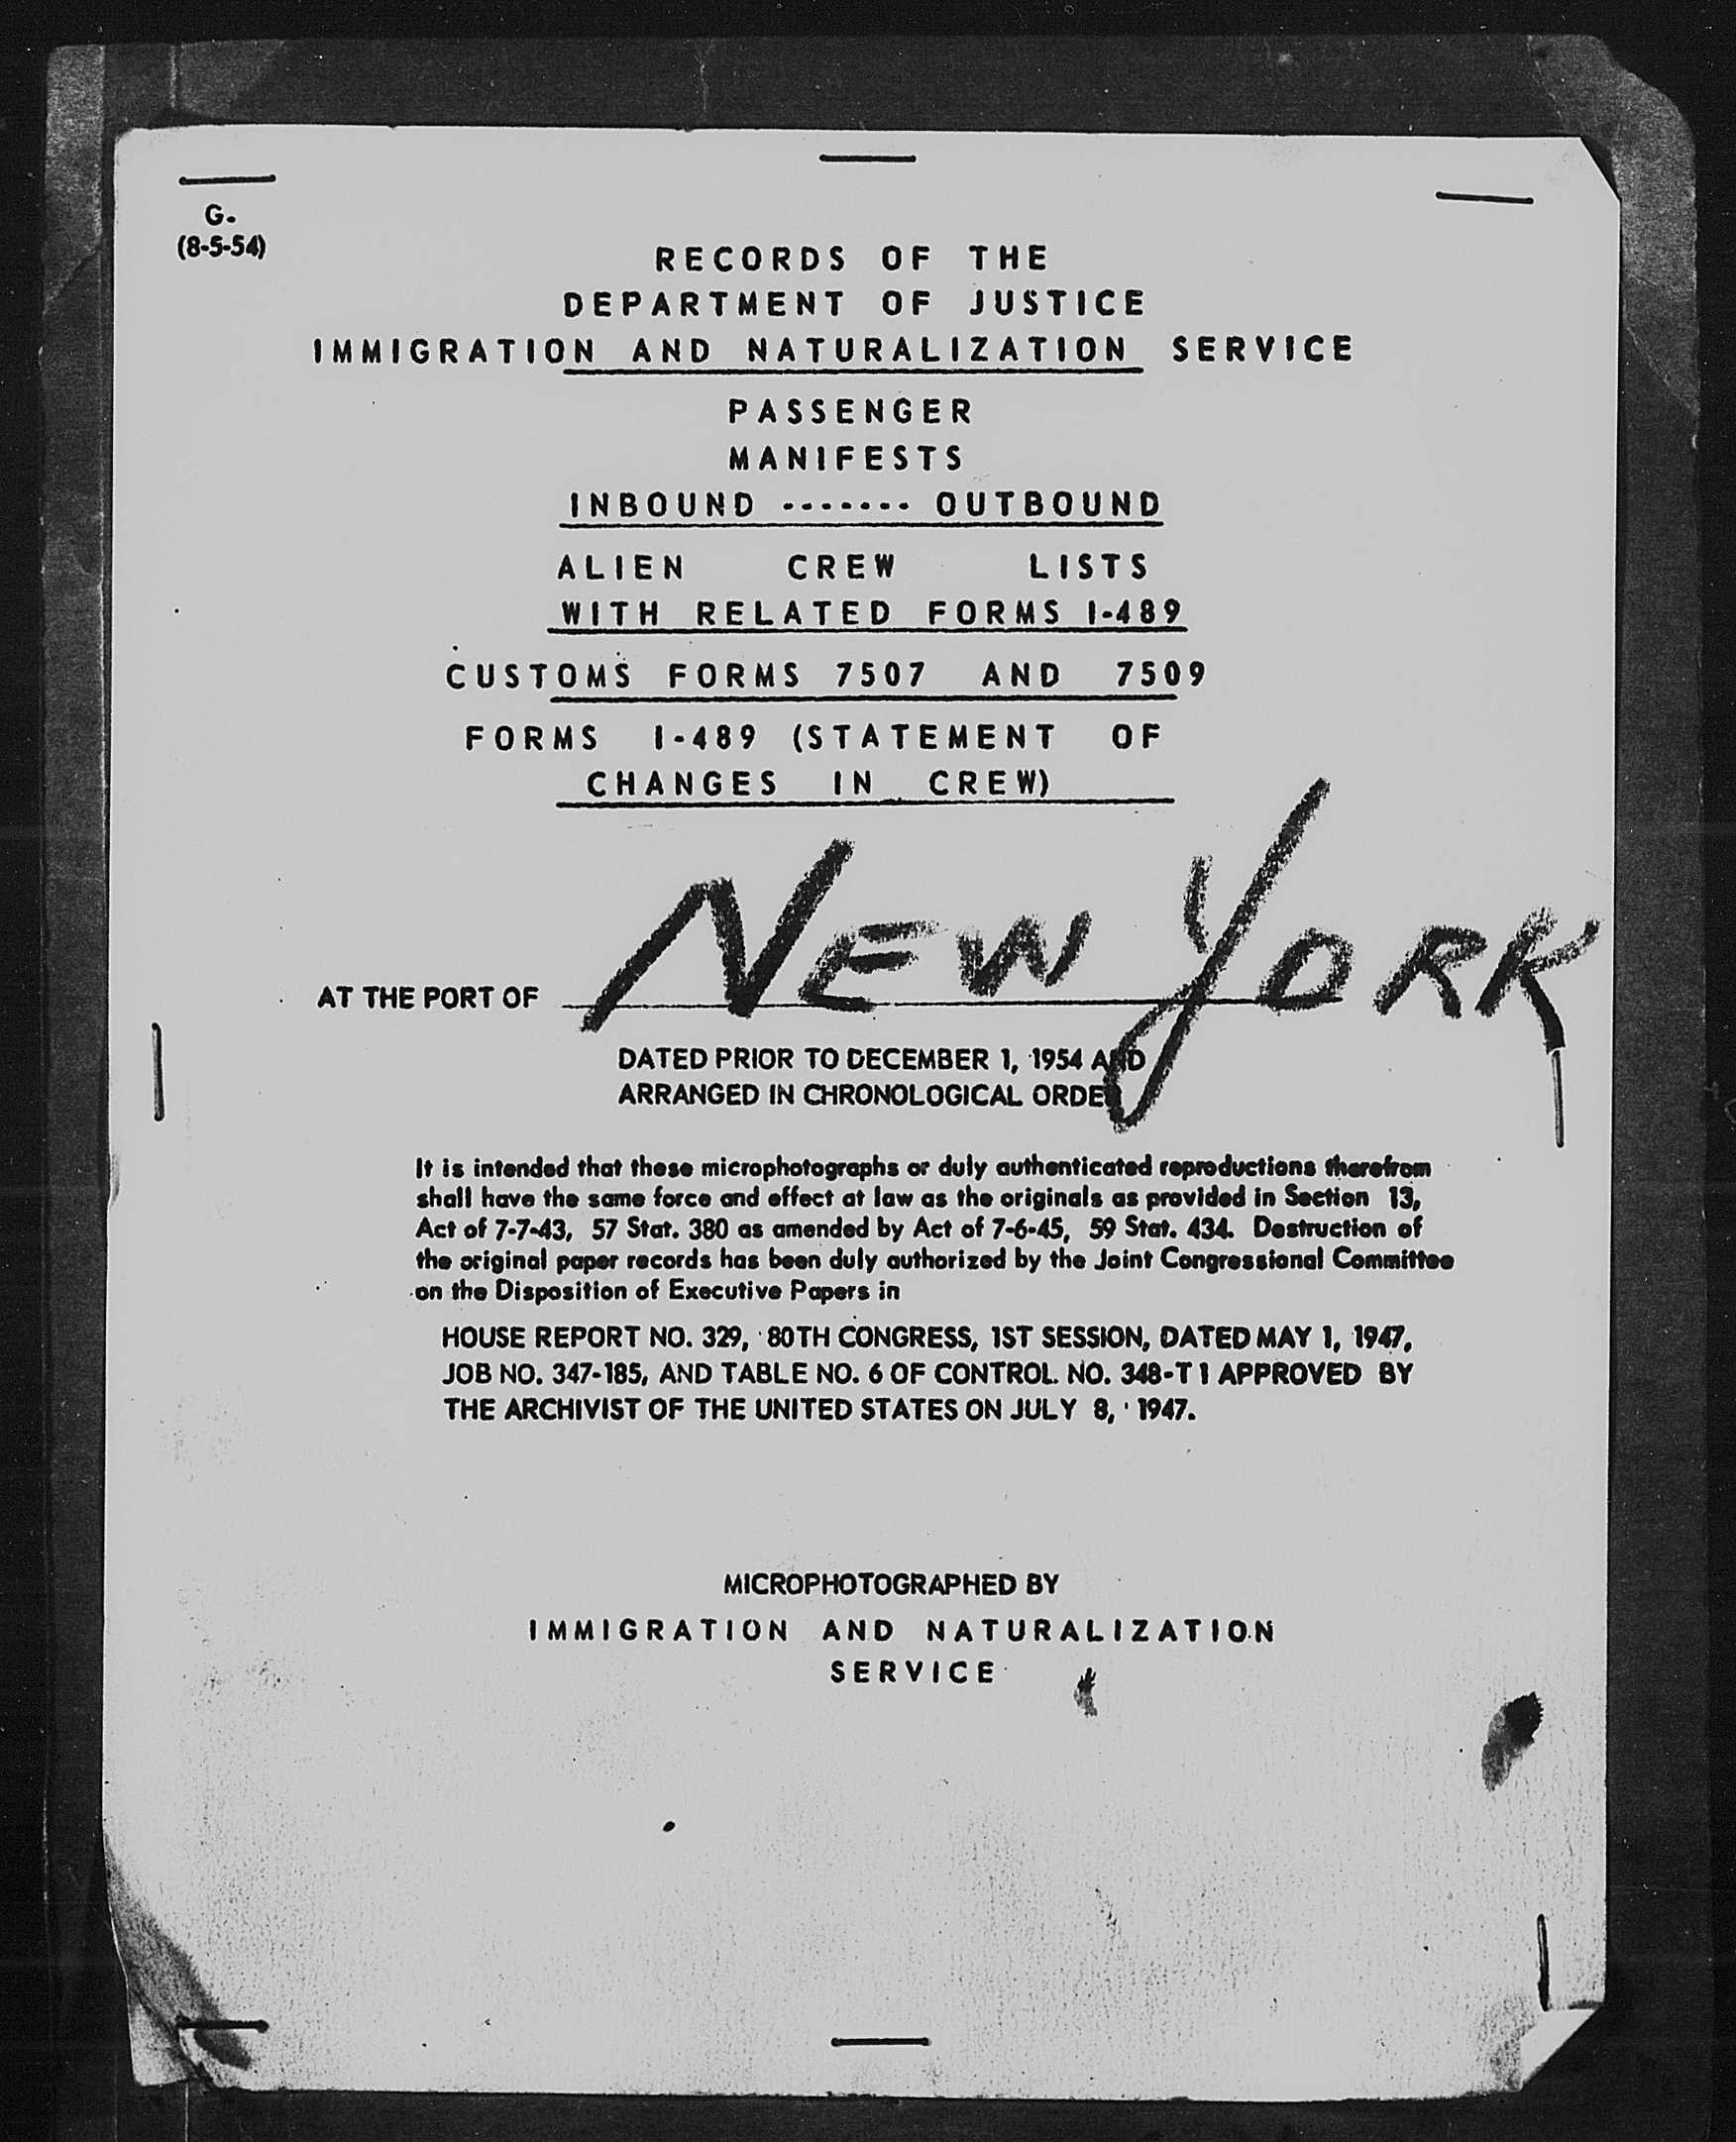 G.
(8-5-54)
RECORDS OF THE
DEPARTMENT OF JUSTICE
IMMIGRATION AND NATURALIZATION SERVICE
PASSENGER
MANIFESTS
INBOUND ------- OUTBOUND
ALIEN CREW LISTS
WITH RELATED FORMS I-489
CUSTOMS FORMS 7507 AND 7509
FORMS I-489 (STATEMENT OF
CHANGES IN CREW)
AT THE PORT OF NEW YORK
DATED PRIOR TO DECEMBER 1, 1954 AND
ARRANGED IN CHRONOLOGICAL ORDER
It is intended that these microphotographs or duly authenticated reproductions therefrom
shall have the same force and effect at law as the originals as provided in Section 13,
Act of 7-7-43, 57 Stat. 380 as amended by Act of 7-6-45, 59 Stat. 434. Destruction of
the original paper records has been duly authorized by the Joint Congressional Committee
on the Disposition of Executive Papers in
HOUSE REPORT NO. 329, 80TH CONGRESS, 1ST SESSION, DATED MAY 1, 1947,
JOB NO. 347-185, AND TABLE NO. 6 OF CONTROL NO. 348-T1 APPROVED BY
THE ARCHIVIST OF THE UNITED STATES ON JULY 8, 1947.
MICROPHOTOGRAPHED BY
IMMIGRATION AND NATURALIZATION
SERVICE